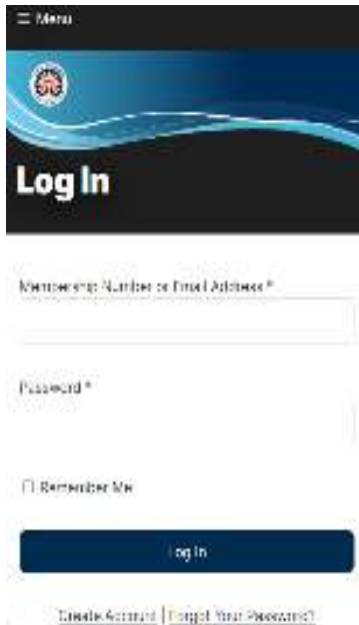 ☰ Menu
Log In
Membership Number or Email Address *
Password *
Remember Me
Log In
Create Account | Forgot Your Password?